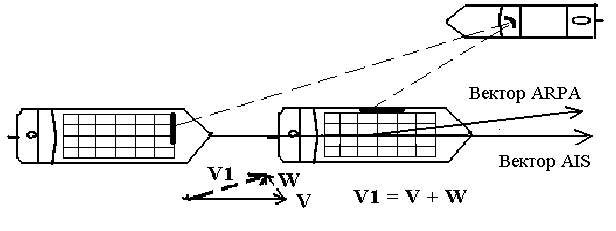 Вектор ARPA
Вектор AIS
V1
W
V
V1 = V + W